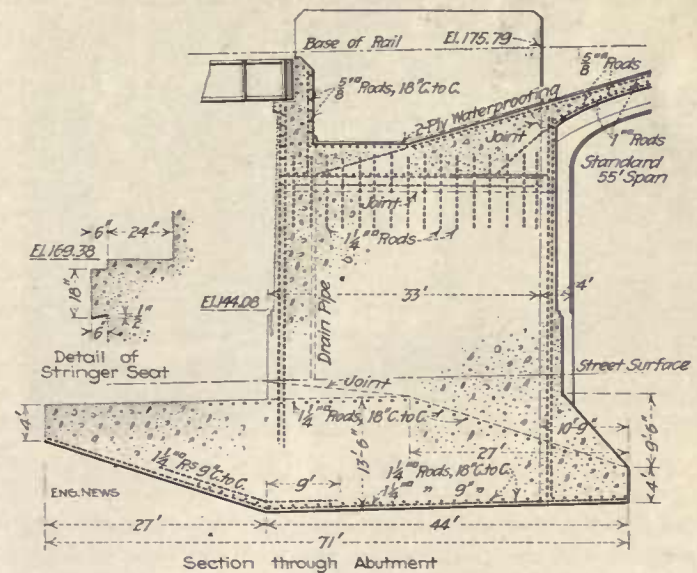 Base of Rail
El. 175.79
5/8"▫ Rods
5/8"▫ Rods, 18" C. to C.
2-Ply Waterproofing
Joint
1"▫ Rods
Standard
55' Span
Joint
1 1/4"▫ Rods
6" 24"
El. 169.38
18"
1/2"
6"
Detail of
Stringer Seat
El. 144.08
33'
4'
Drain Pipe
Street Surface
Joint
4'
1 1/4"▫ Rods, 18" C. to C.
10'-9"
9'-6"
27'
13'-6"
1 1/4"▫ Rs 9" C. to C.
9'
1 1/4"▫ Rods, 18" C. to C.
1 1/4"▫ " 9" "
4'
ENG. NEWS
27'
44'
71'
Section through Abutment